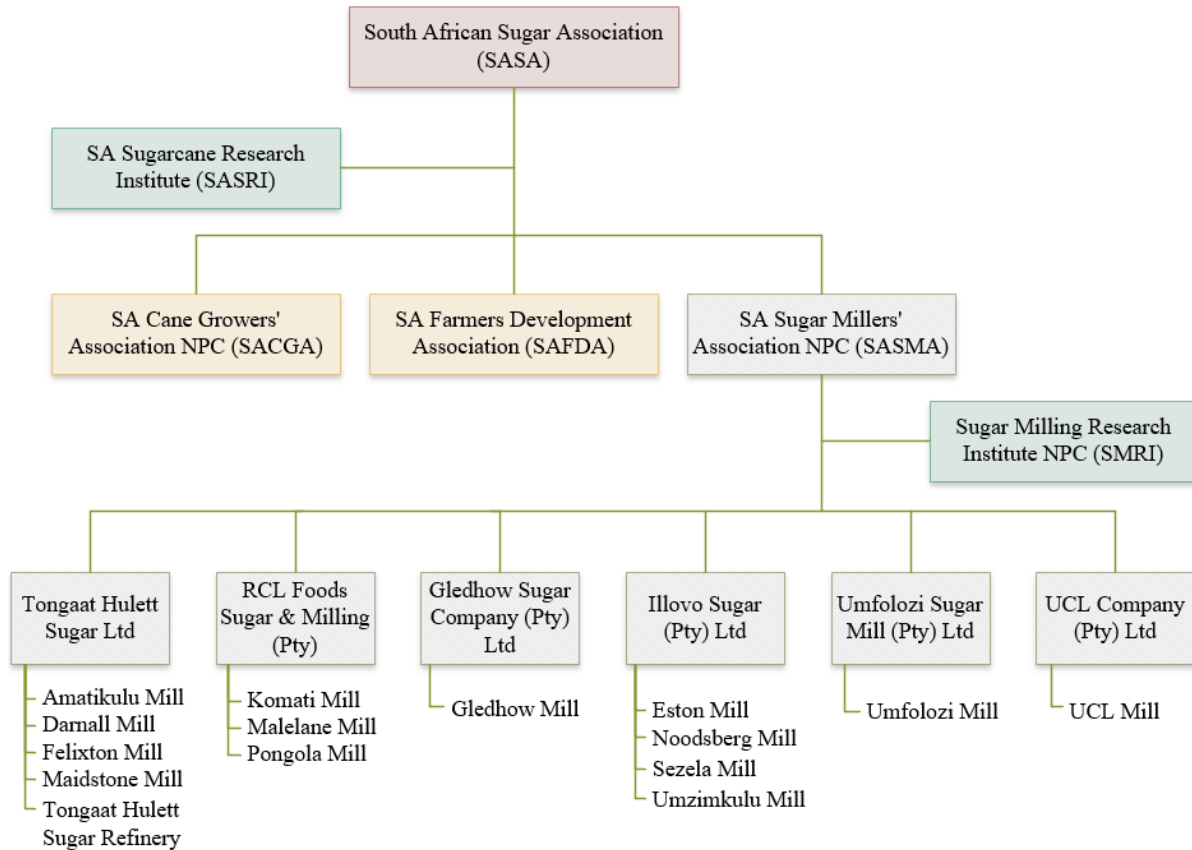 South African Sugar Association
(SASA)
SA Sugarcane Research
Institute (SASRI)
SA Cane Growers'
Association NPC (SACGA)
SA Farmers Development
Association (SAFDA)
SA Sugar Millers'
Association NPC (SASMA)
Sugar Milling Research
Institute NPC (SMRI)
Tongaat Hulett
Sugar Ltd
Amatikulu Mill
Darnall Mill
Felixton Mill
Maidstone Mill
Tongaat Hulett
Sugar Refinery
RCL Foods
Sugar & Milling
(Pty)
Komati Mill
Malelane Mill
Pongola Mill
Gledhow Sugar
Company (Pty)
Ltd
Gledhow Mill
Illovo Sugar
(Pty) Ltd
Eston Mill
Noodsberg Mill
Sezela Mill
Umzimkulu Mill
Umfolozi Sugar
Mill (Pty) Ltd
Umfolozi Mill
UCL Company
(Pty) Ltd
UCL Mill